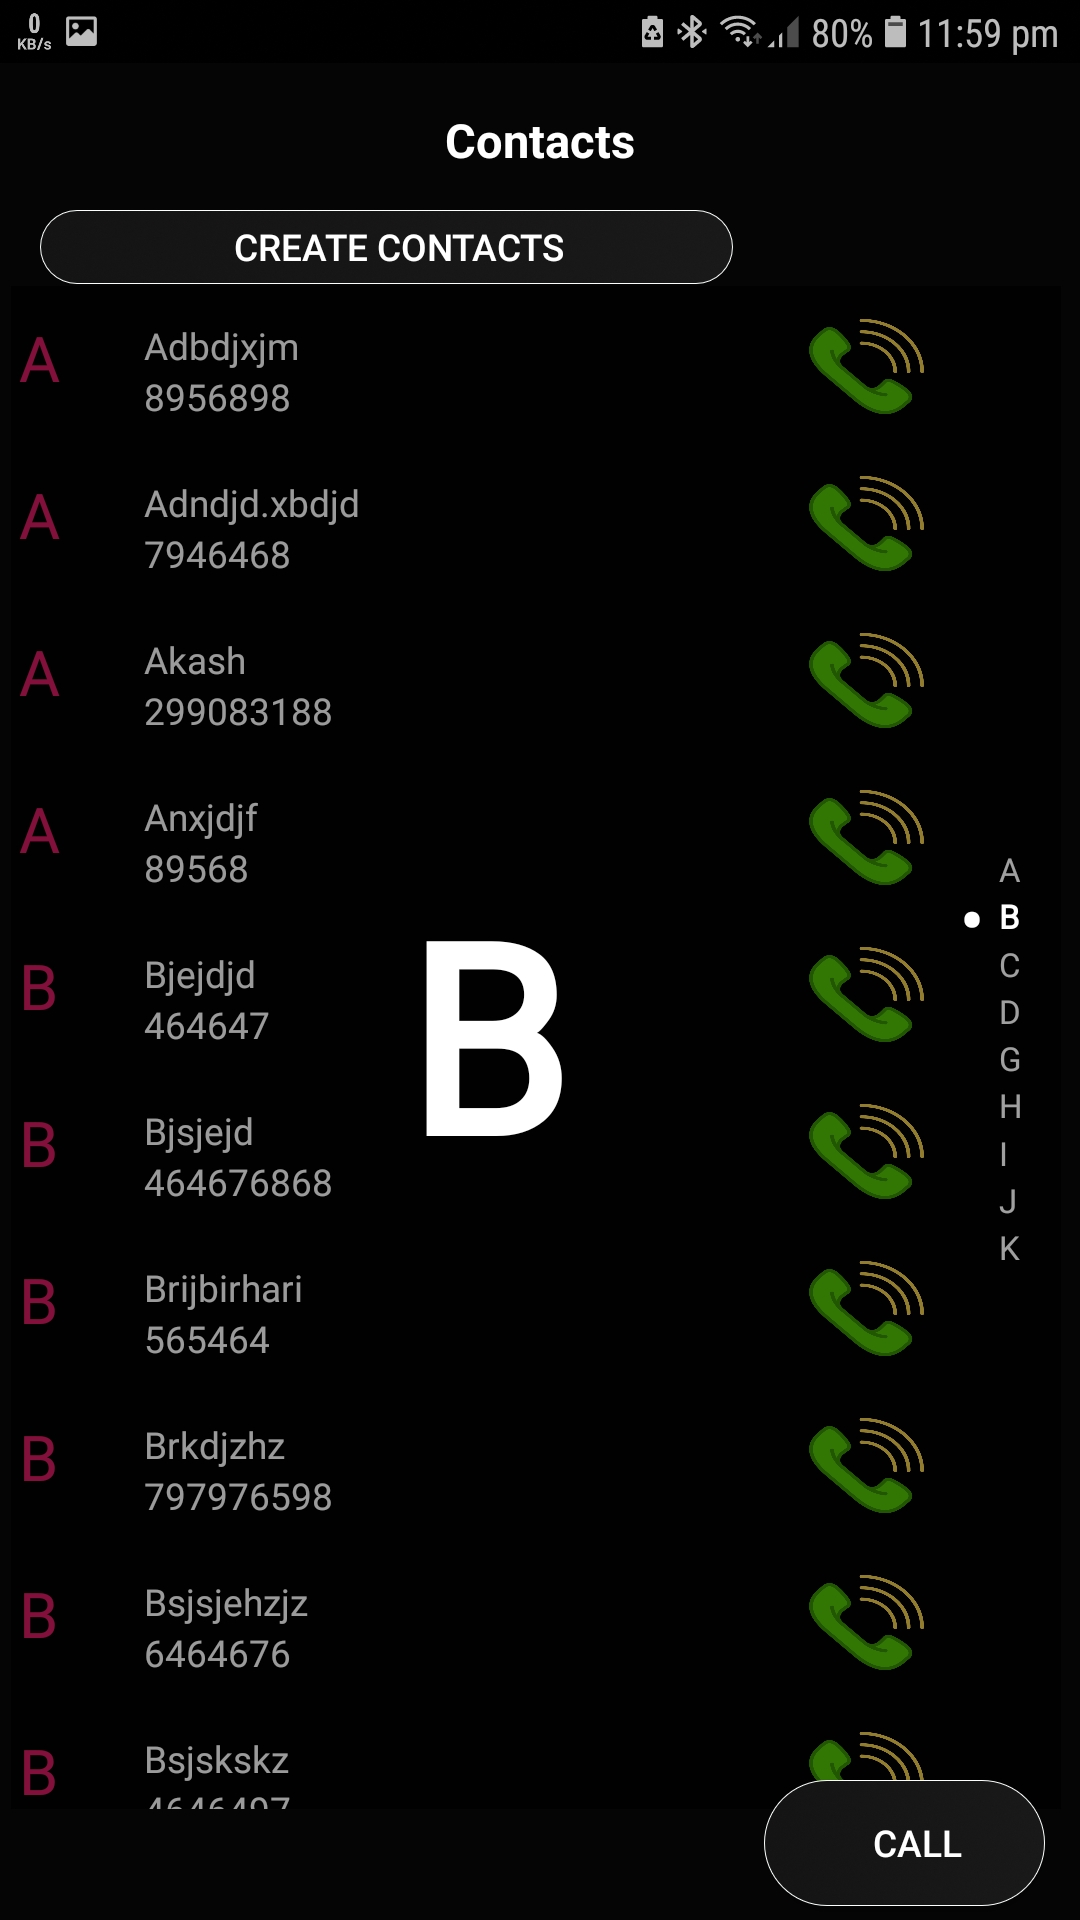 0
KB/s
80%
11:59 pm
Contacts
CREATE CONTACTS
A
Adbdjxjm
8956898
A
Adndjd.xbdjd
7946468
A
Akash
299083188
A
Anxjdjf
89568
B
Bjejdjd
464647
B
Bjsjejd
464676868
B
Brijbirhari
565464
B
Brkdjzhz
797976598
B
Bsjsjehzjz
6464676
B
Bsjskskz
B
A
B
C
D
G
H
I
J
K
CALL